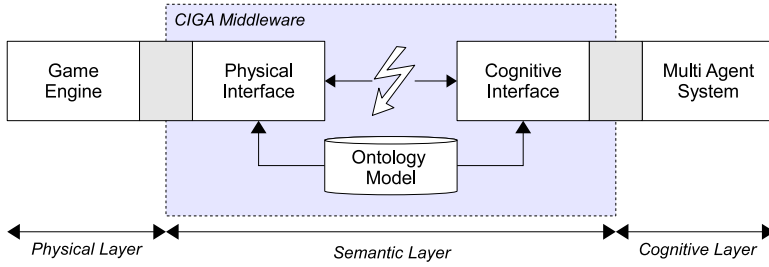 CIGA Middleware
Game
Engine
Physical
Interface
Cognitive
Interface
Multi Agent
System
Ontology
Model
Physical Layer
Semantic Layer
Cognitive Layer